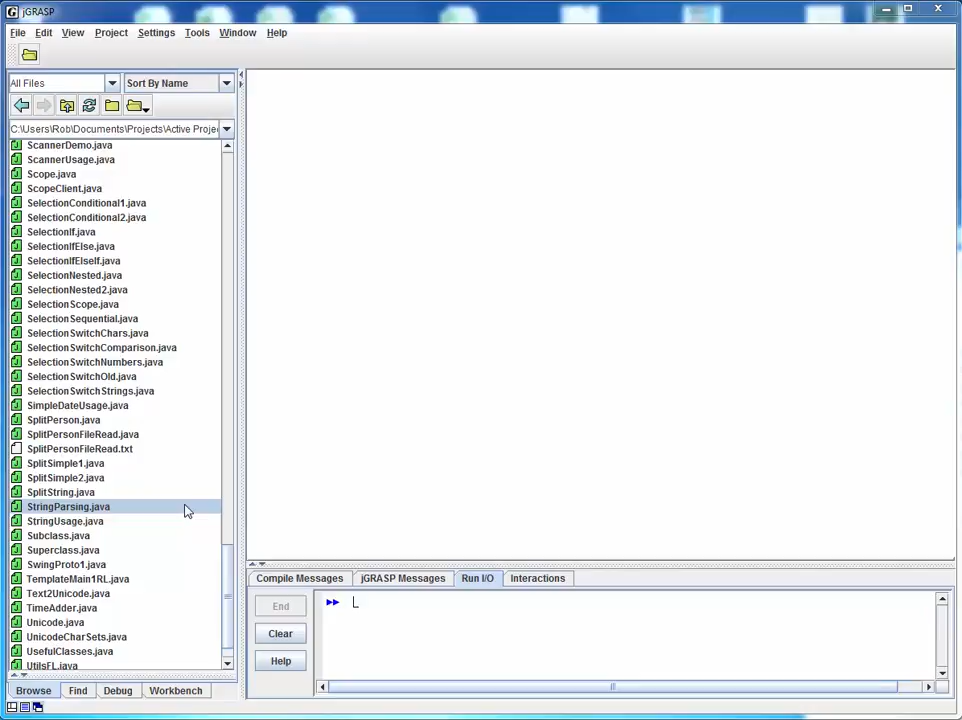 jGRASP
File Edit View Project Settings Tools Window Help
All Files Sort By Name
C:\Users\Rob\Documents\Projects\Active Projec
ScannerDemo.java
ScannerUsage.java
Scope.java
ScopeClient.java
SelectionConditional1.java
SelectionConditional2.java
SelectionIf.java
SelectionIfElse.java
SelectionIfElseIf.java
SelectionNested.java
SelectionNested2.java
SelectionScope.java
SelectionSequential.java
SelectionSwitchChars.java
SelectionSwitchComparison.java
SelectionSwitchNumbers.java
SelectionSwitchOld.java
SelectionSwitchStrings.java
SimpleDateUsage.java
SplitPerson.java
SplitPersonFileRead.java
SplitPersonFileRead.txt
SplitSimple1.java
SplitSimple2.java
SplitString.java
StringParsing.java
StringUsage.java
Subclass.java
Superclass.java
SwingProto1.java
TemplateMain1RL.java
Text2Unicode.java
TimeAdder.java
Unicode.java
UnicodeCharSets.java
UsefulClasses.java
UtilsFL.java
Browse Find Debug Workbench
Compile Messages jGRASP Messages Run I/O Interactions
End
Clear
Help